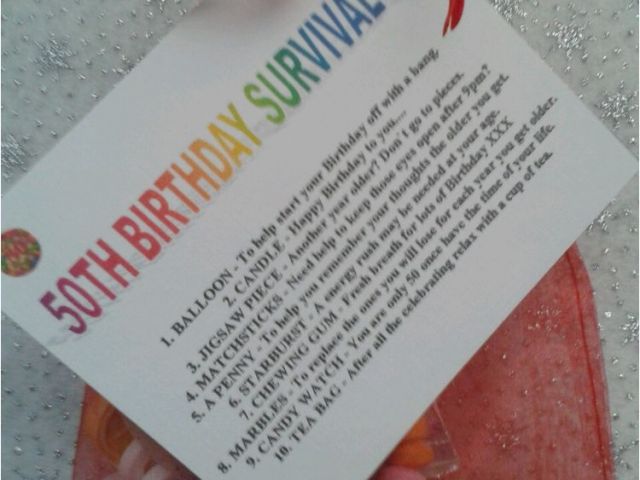 50TH BIRTHDAY SURVIVAL
1. BALLOON - To help start your Birthday off with a bang.
2. CANDLE - Happy Birthday to you....
3. JIGSAW PIECE - Another year older? Don't go to pieces.
4. MATCHSTICKS - Need help to keep those eyes open after 9pm?
5. A PENNY - To help you remember your thoughts the older you get.
6. STARBURST - A energy rush may be needed at your age.
7. CHEWING GUM - Fresh breath for lots of Birthday XXX
8. MARBLES - To replace the ones you will lose for each year you get older.
9. CANDY WATCH - You are only 50 once have the time of your life.
10. TEA BAG - After all the celebrating relax with a cup of tea.